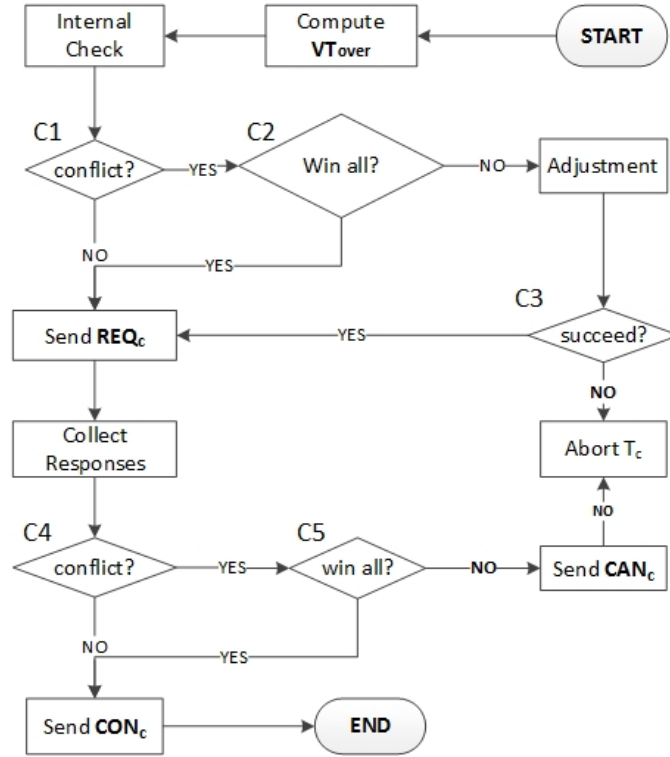 Internal
Check
Compute
VTover
START
C1
C2
conflict?
YES
Win all?
NO
Adjustment
NO
YES
C3
Send REQc
YES
succeed?
NO
Collect
Responses
Abort Tc
NO
C4
C5
conflict?
YES
win all?
NO
Send CANc
NO
YES
Send CONc
END